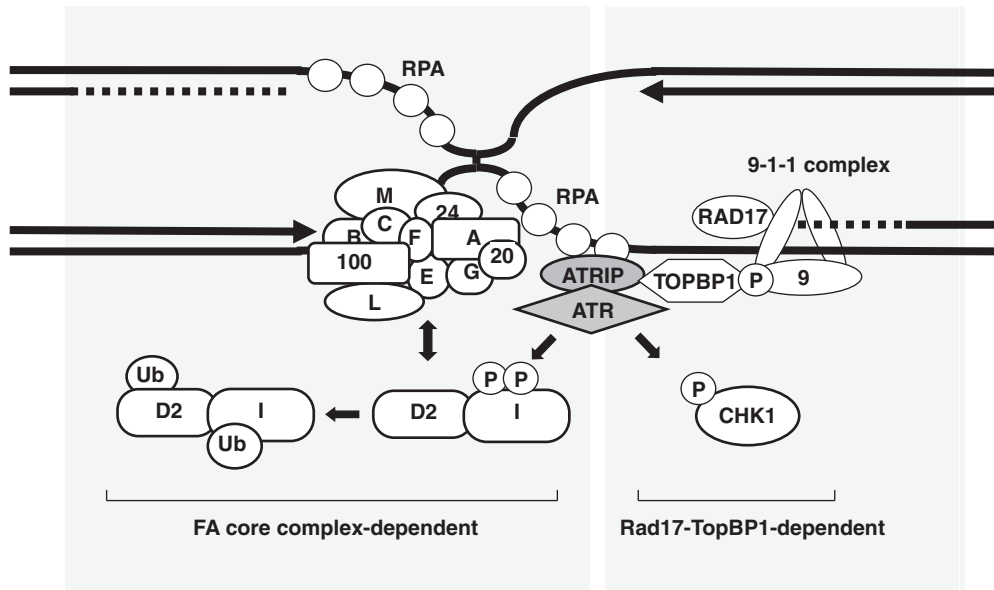 RPA
9-1-1 complex
M
RPA
24
RAD17
C
B
F
A
100
20
E
G
ATRIP
TOPBP1
P
9
L
ATR
Ub
P
P
P
D2
I
D2
I
CHK1
Ub
FA core complex-dependent
Rad17-TopBP1-dependent